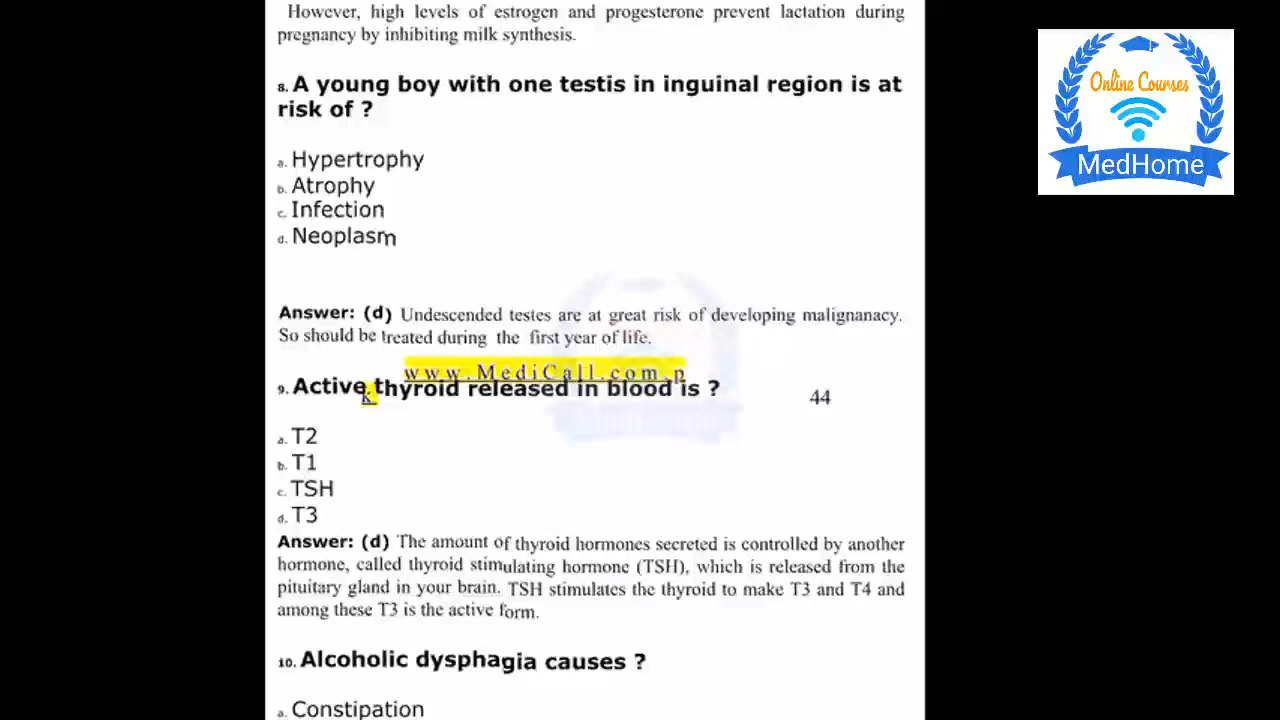 However, high levels of estrogen and progesterone prevent lactation during
pregnancy by inhibiting milk synthesis.
8. A young boy with one testis in inguinal region is at
risk of ?
a. Hypertrophy
b. Atrophy
c. Infection
d. Neoplasm
Answer: (d) Undescended testes are at great risk of developing malignanacy.
So should be treated during the first year of life.
www.MediCall.com.p
k
9. Active thyroid released in blood is ?
44
a. T2
b. T1
c. TSH
d. T3
Answer: (d) The amount of thyroid hormones secreted is controlled by another
hormone, called thyroid stimulating hormone (TSH), which is released from the
pituitary gland in your brain. TSH stimulates the thyroid to make T3 and T4 and
among these T3 is the active form.
10. Alcoholic dysphagia causes ?
a. Constipation
Online Courses
MedHome